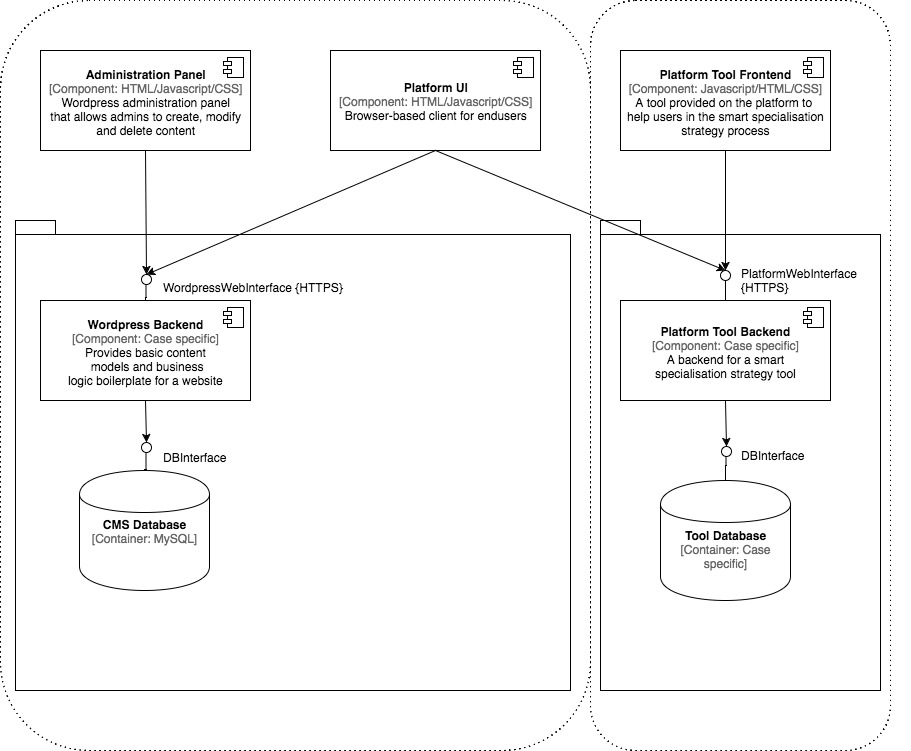 Administration Panel
[Component: HTML/Javascript/CSS]
Wordpress administration panel
that allows admins to create, modify
and delete content
Platform UI
[Component: HTML/Javascript/CSS]
Browser-based client for endusers
Platform Tool Frontend
[Component: Javascript/HTML/CSS]
A tool provided on the platform to
help users in the smart specialisation
strategy process
WordpressWebInterface {HTTPS}
PlatformWebInterface
{HTTPS}
Wordpress Backend
[Component: Case specific]
Provides basic content
models and business
logic boilerplate for a website
Platform Tool Backend
[Component: Case specific]
A backend for a smart
specialisation strategy tool
DBInterface
DBInterface
CMS Database
[Container: MySQL]
Tool Database
[Container: Case
specific]